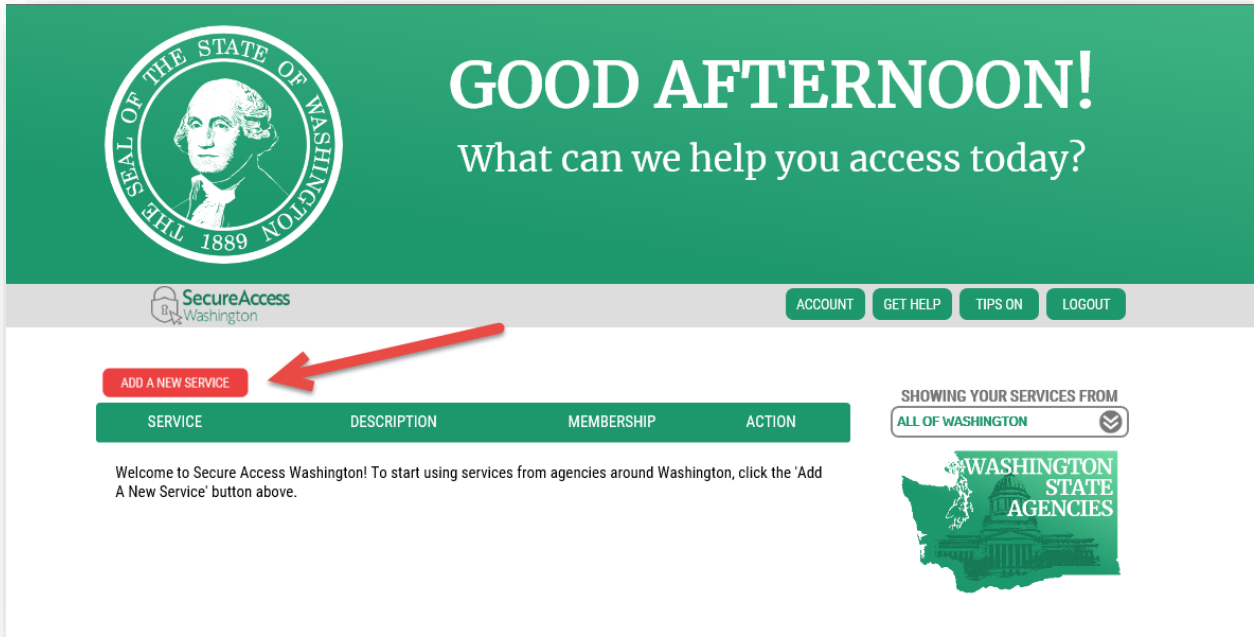 THE SEAL OF THE STATE OF WASHINGTON
1889
GOOD AFTERNOON!
What can we help you access today?
SecureAccess
Washington
ACCOUNT GET HELP TIPS ON LOGOUT
ADD A NEW SERVICE
SERVICE DESCRIPTION MEMBERSHIP ACTION
Welcome to Secure Access Washington! To start using services from agencies around Washington, click the 'Add
A New Service' button above.
SHOWING YOUR SERVICES FROM
ALL OF WASHINGTON
WASHINGTON
STATE
AGENCIES